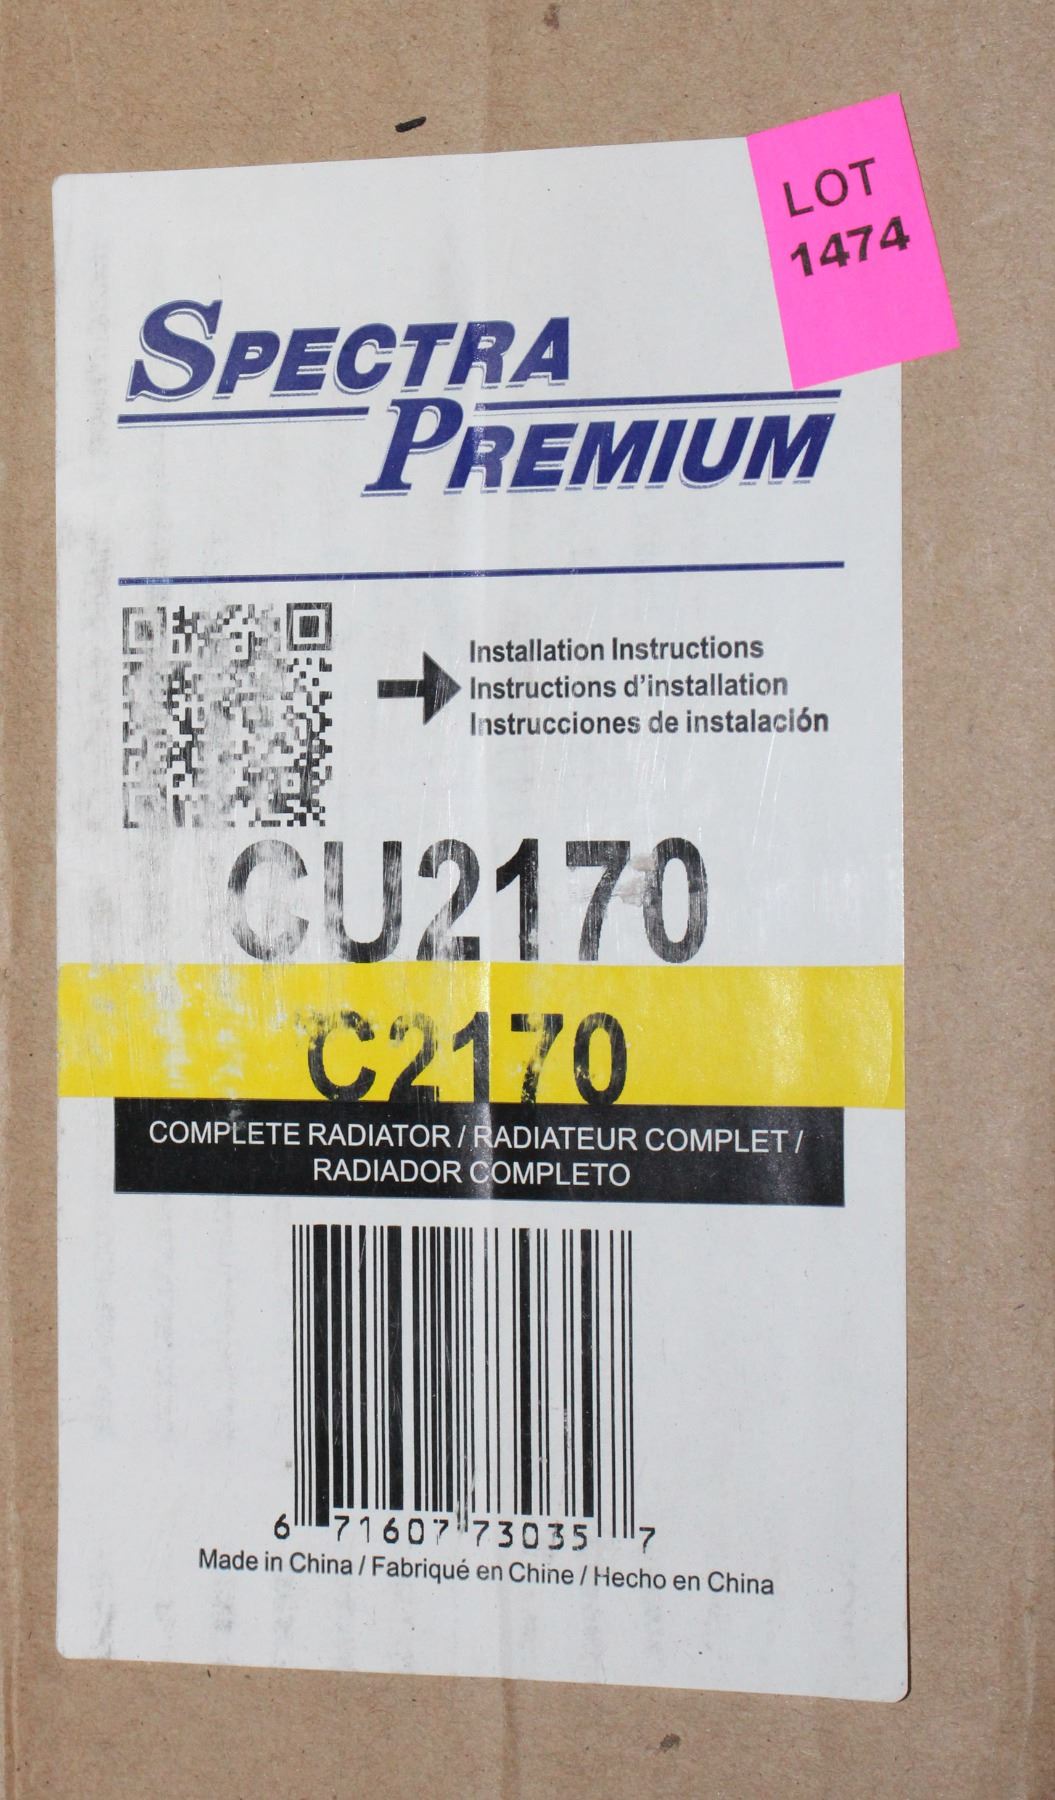 LOT
1474
SPECTRA
PREMIUM
Installation Instructions
Instructions d'installation
Instrucciones de instalación
CU2170
C2170
COMPLETE RADIATOR / RADIATEUR COMPLET /
RADIADOR COMPLETO
6 71607 73035 7
Made in China / Fabriqué en Chine / Hecho en China